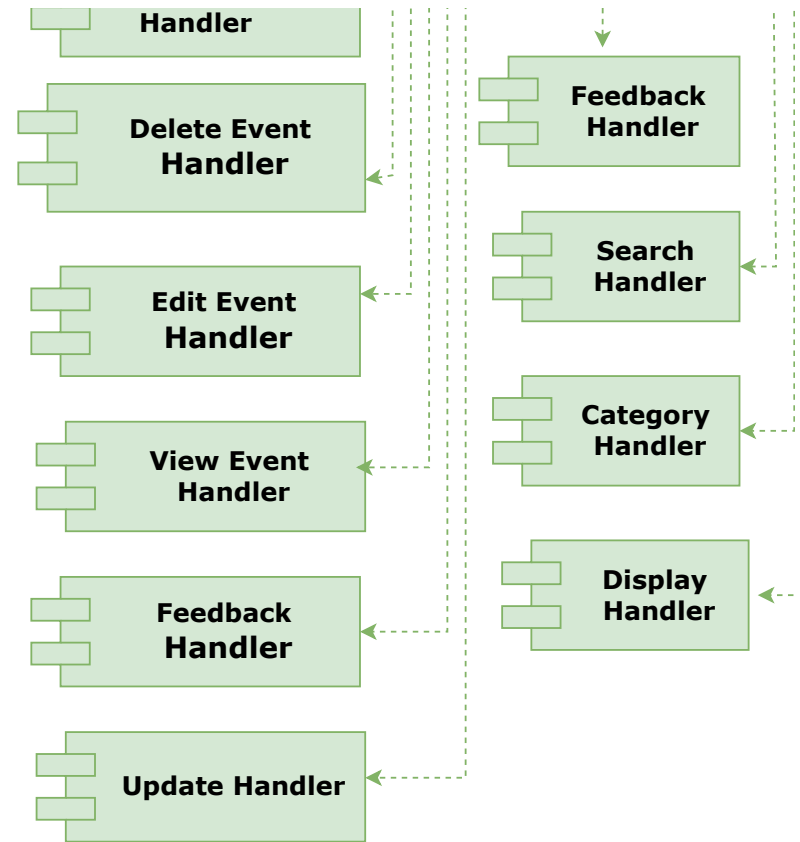 Handler
Delete Event
Handler
Edit Event
Handler
View Event
Handler
Feedback
Handler
Update Handler
Feedback
Handler
Search
Handler
Category
Handler
Display
Handler